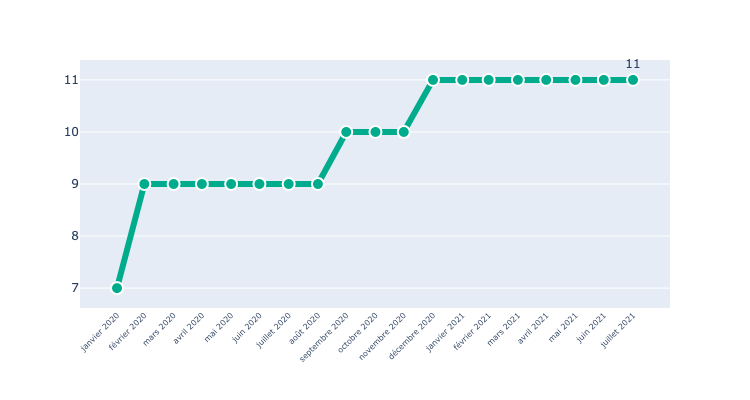 11
11
10
9
8
7
janvier 2020
février 2020
mars 2020
avril 2020
mai 2020
juin 2020
juillet 2020
août 2020
septembre 2020
octobre 2020
novembre 2020
décembre 2020
janvier 2021
février 2021
mars 2021
avril 2021
mai 2021
juin 2021
juillet 2021